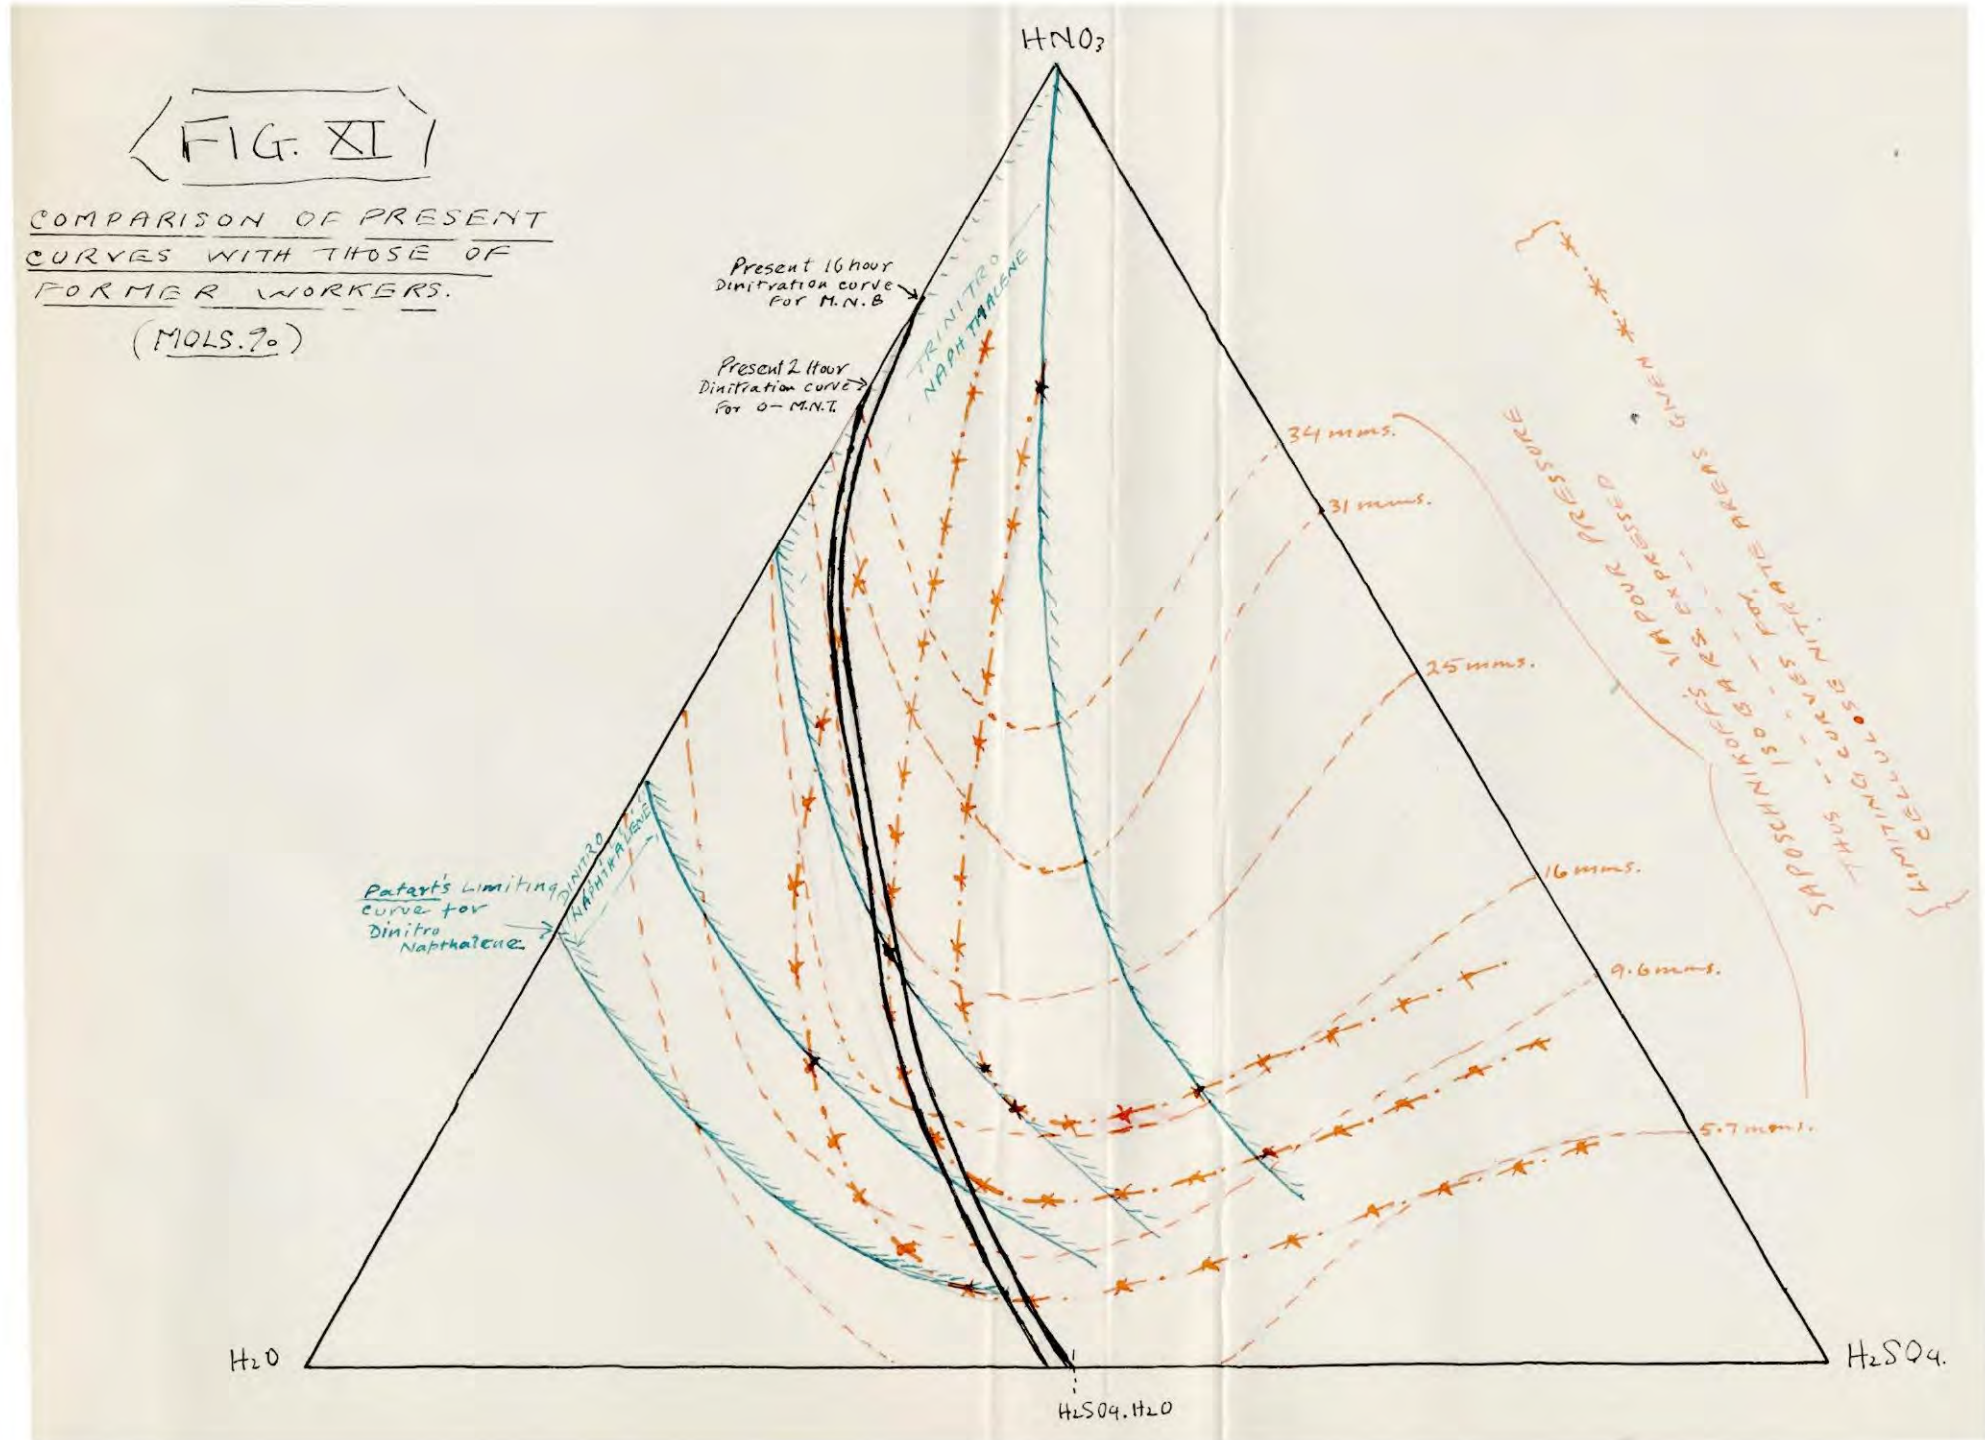 HNO3
FIG. XI
COMPARISON OF PRESENT
CURVES WITH THOSE OF
FORMER WORKERS.
(MOLS.%)
Present 16 hour
Dinitration curve
For M.N.B
Present 2 Hour
Dinitration curve
For O-M.N.T.
TRINITRO
NAPHTHALENE
34 mms.
31 mms.
25 mms.
16 mms.
9.6 mms.
5.7 mms.
SAPOSCHNIKOFF'S VAPOUR PRESSURE
ISOBARS EXPRESSED
THUS - - - - - -
LIMITING CURVES FOR
CELLULOSE NITRATE AREAS GIVEN
DINITRO
NAPHTHALENE
Patart's Limiting
curve for
Dinitro
Napthalene
H2O
H2SO4.
H2SO4.H2O